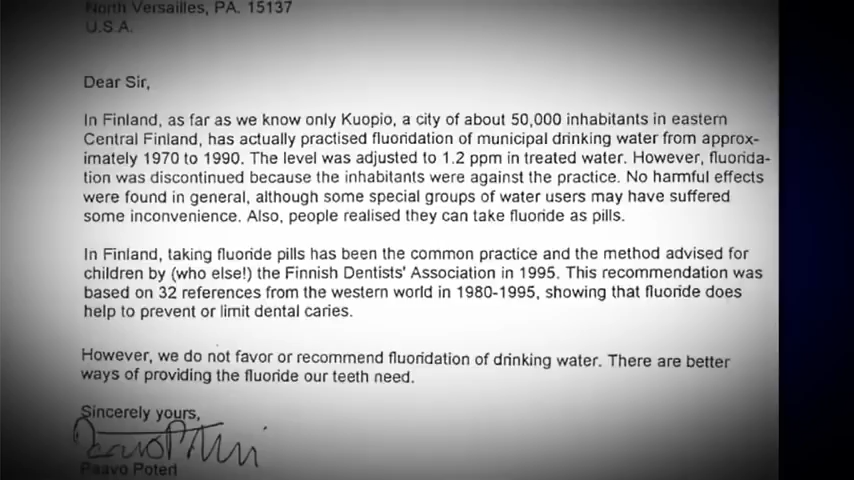 North Versailles, PA. 15137
U.S.A.
Dear Sir,
In Finland, as far as we know only Kuopio, a city of about 50,000 inhabitants in eastern
Central Finland, has actually practised fluoridation of municipal drinking water from approx-
imately 1970 to 1990. The level was adjusted to 1.2 ppm in treated water. However, fluorida-
tion was discontinued because the inhabitants were against the practice. No harmful effects
were found in general, although some special groups of water users may have suffered
some inconvenience. Also, people realised they can take fluoride as pills.
In Finland, taking fluoride pills has been the common practice and the method advised for
children by (who else!) the Finnish Dentists' Association in 1995. This recommendation was
based on 32 references from the western world in 1980-1995, showing that fluoride does
help to prevent or limit dental caries.
However, we do not favor or recommend fluoridation of drinking water. There are better
ways of providing the fluoride our teeth need.
Sincerely yours,
Paavo Poteri